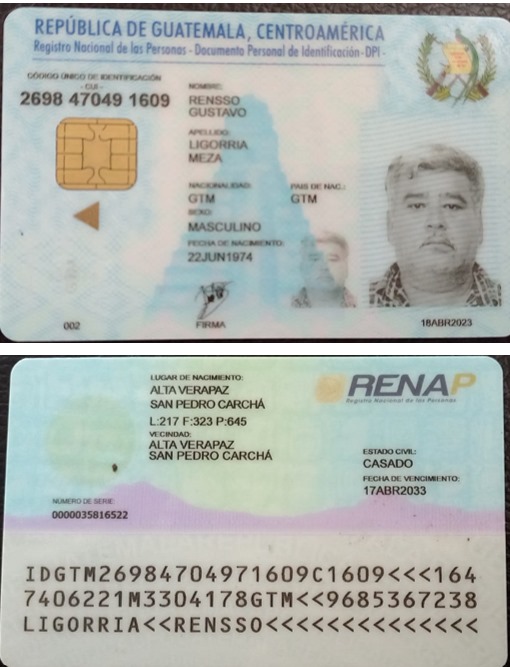 REPÚBLICA DE GUATEMALA, CENTROAMÉRICA
Registro Nacional de las Personas - Documento Personal de Identificación - DPI -
CÓDIGO ÚNICO DE IDENTIFICACIÓN
- CUI -
2698 47049 1609
NOMBRE:
RENSSO
GUSTAVO
APELLIDO:
LIGORRIA
MEZA
NACIONALIDAD:
PAIS DE NAC.:
GTM
GTM
SEXO:
MASCULINO
FECHA DE NACIMIENTO:
22JUN1974
002
FIRMA
18ABR2023
LUGAR DE NACIMIENTO:
ALTA VERAPAZ
SAN PEDRO CARCHÁ
L:217 F:323 P:645
VECINDAD:
ALTA VERAPAZ
SAN PEDRO CARCHÁ
RENAP
Registro Nacional de las Personas
ESTADO CIVIL:
CASADO
FECHA DE VENCIMIENTO:
17ABR2033
NÚMERO DE SERIE:
0000035816522
IDGTM26984704971609C1609<<<164
7406221M3304178GTM<<9685367238
LIGORRIA<<RENSSO<<<<<<<<<<<<<<